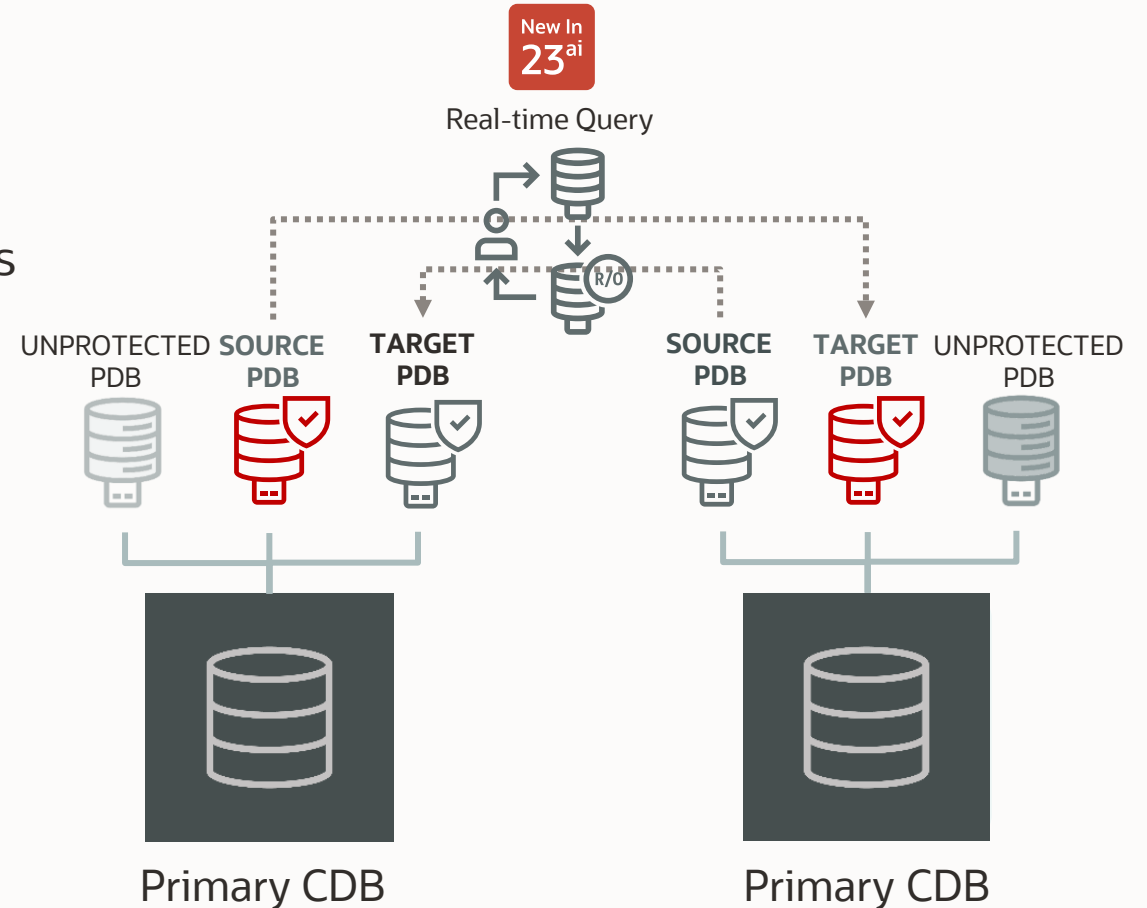 New In
23ai
Real-time Query
s
R/O
UNPROTECTED
PDB
SOURCE
PDB
TARGET
PDB
SOURCE
PDB
TARGET
PDB
UNPROTECTED
PDB
Primary CDB
Primary CDB